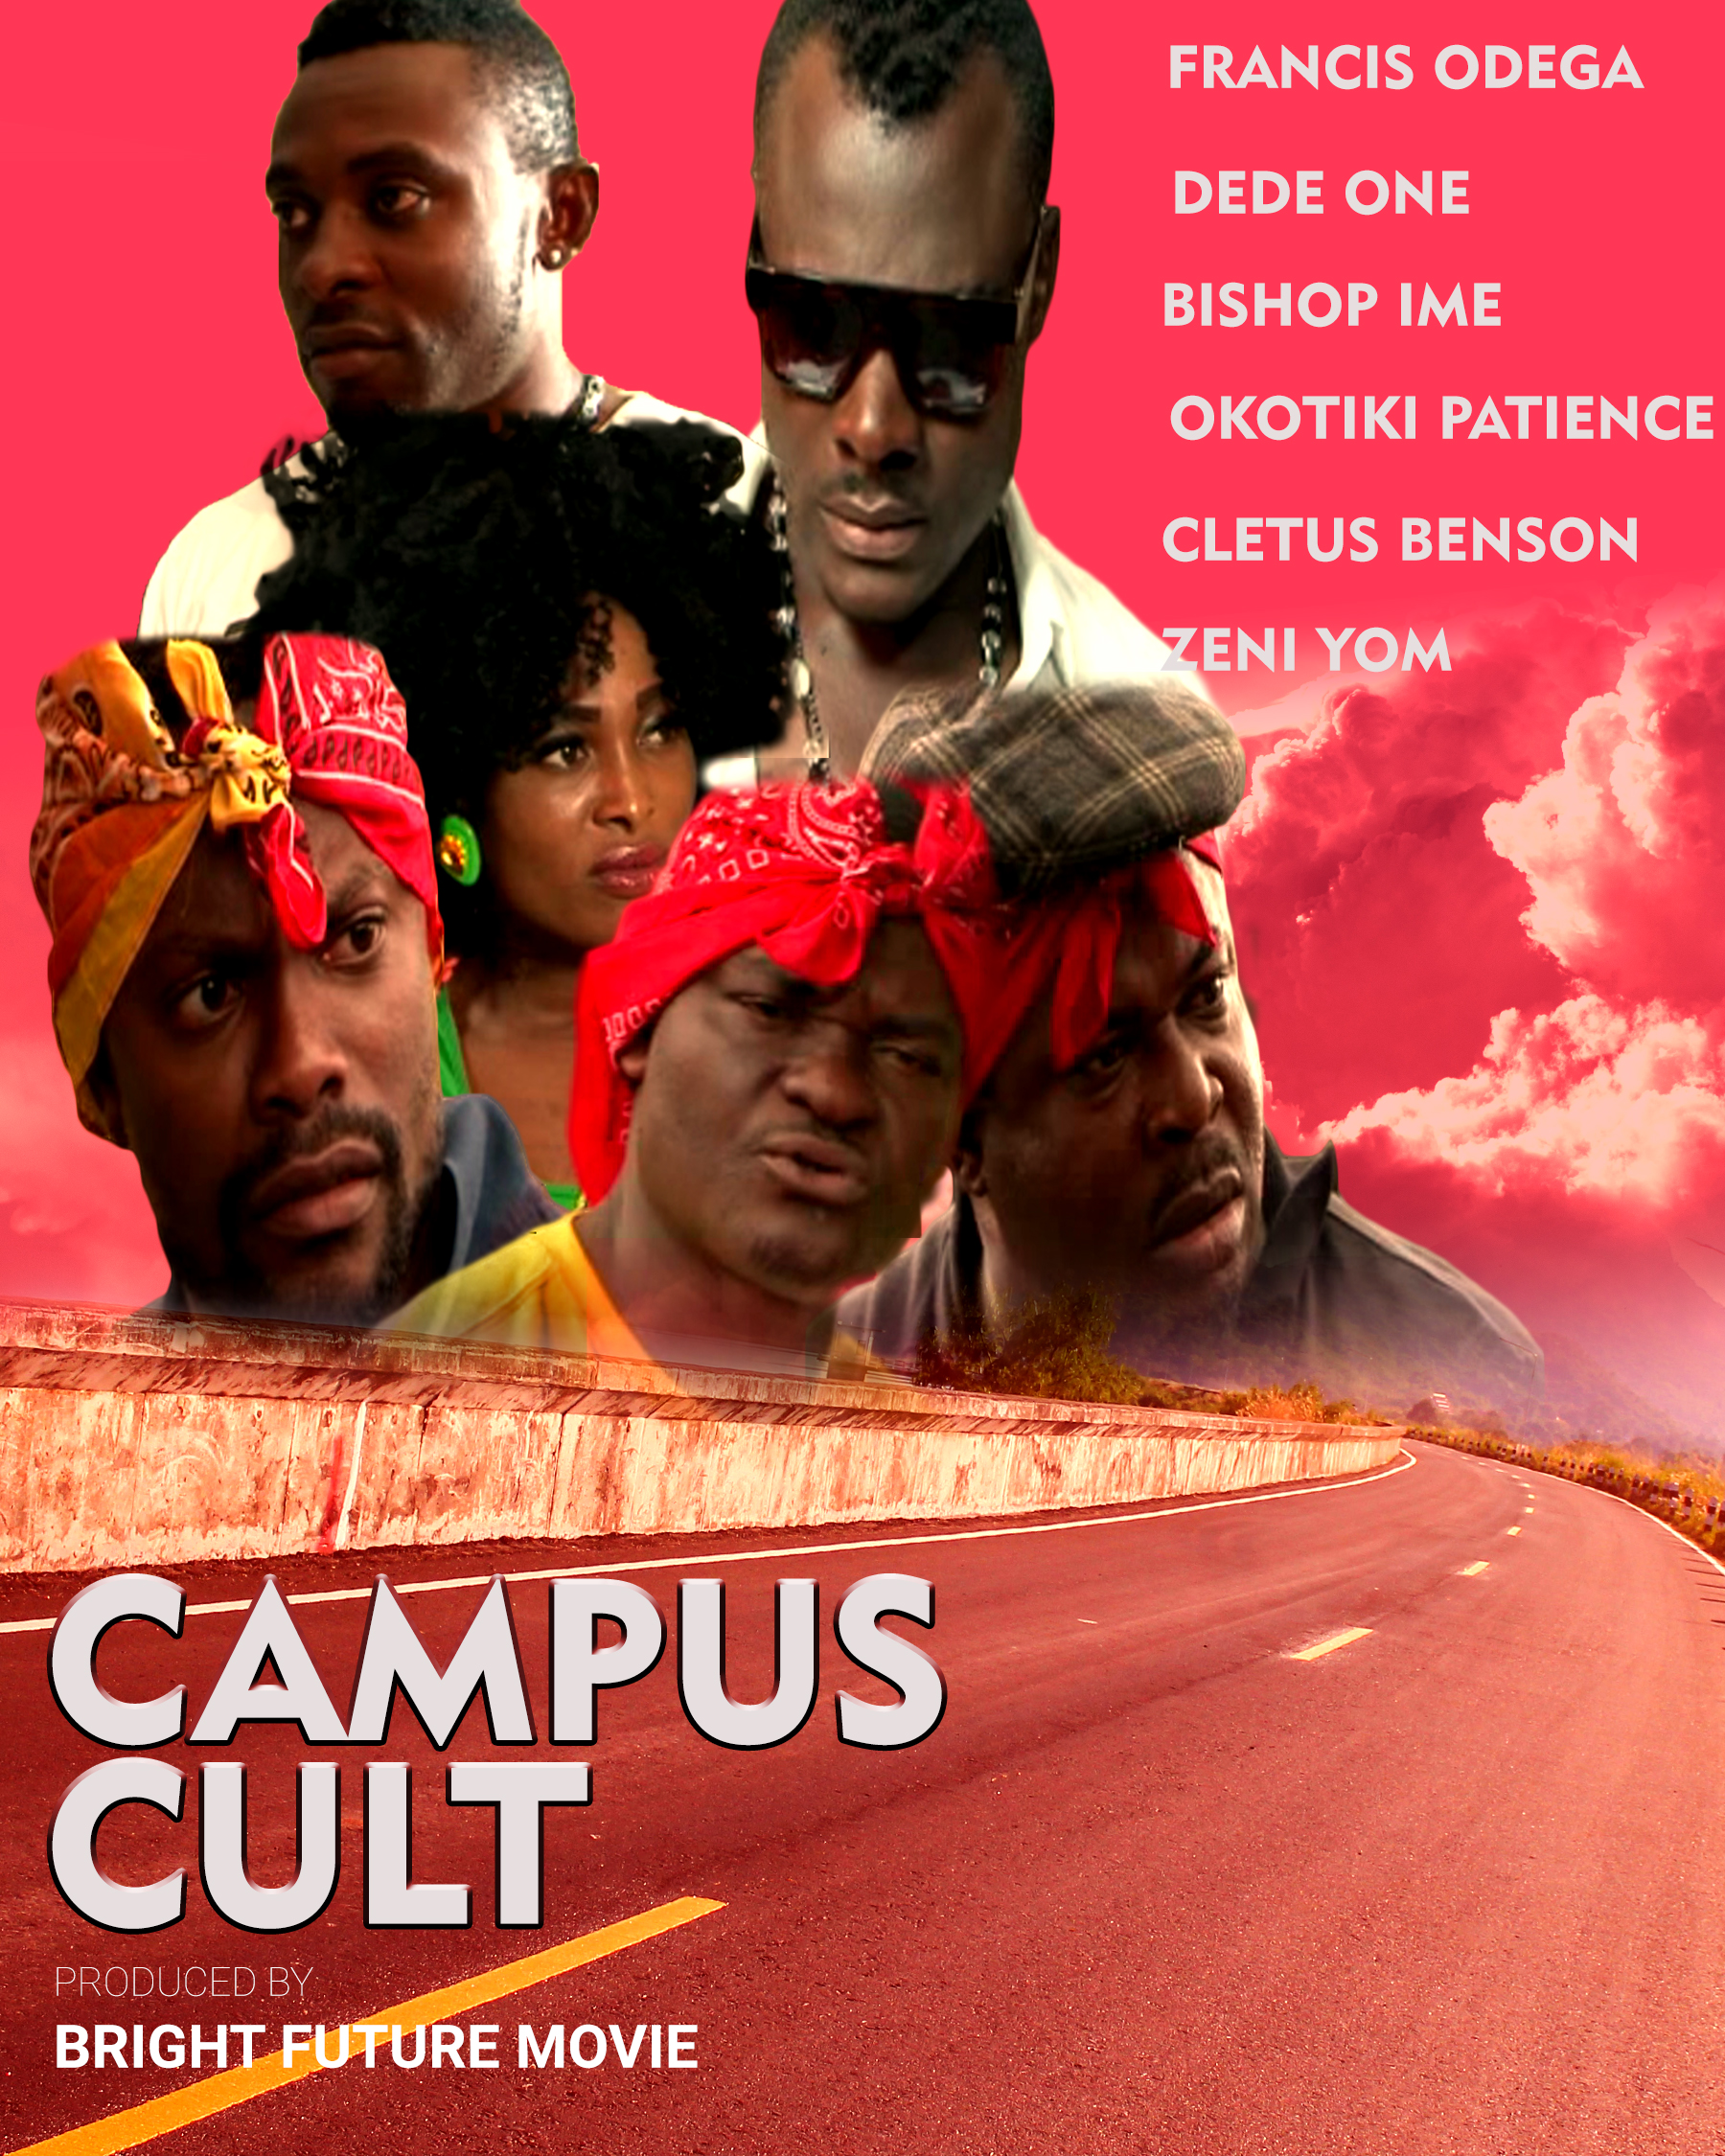 FRANCIS ODEGA
DEDE ONE
BISHOP IME
OKOTIKI PATIENCE
CLETUS BENSON
ZENI YOM
CAMPUS
CULT
PRODUCED BY
BRIGHT FUTURE MOVIE